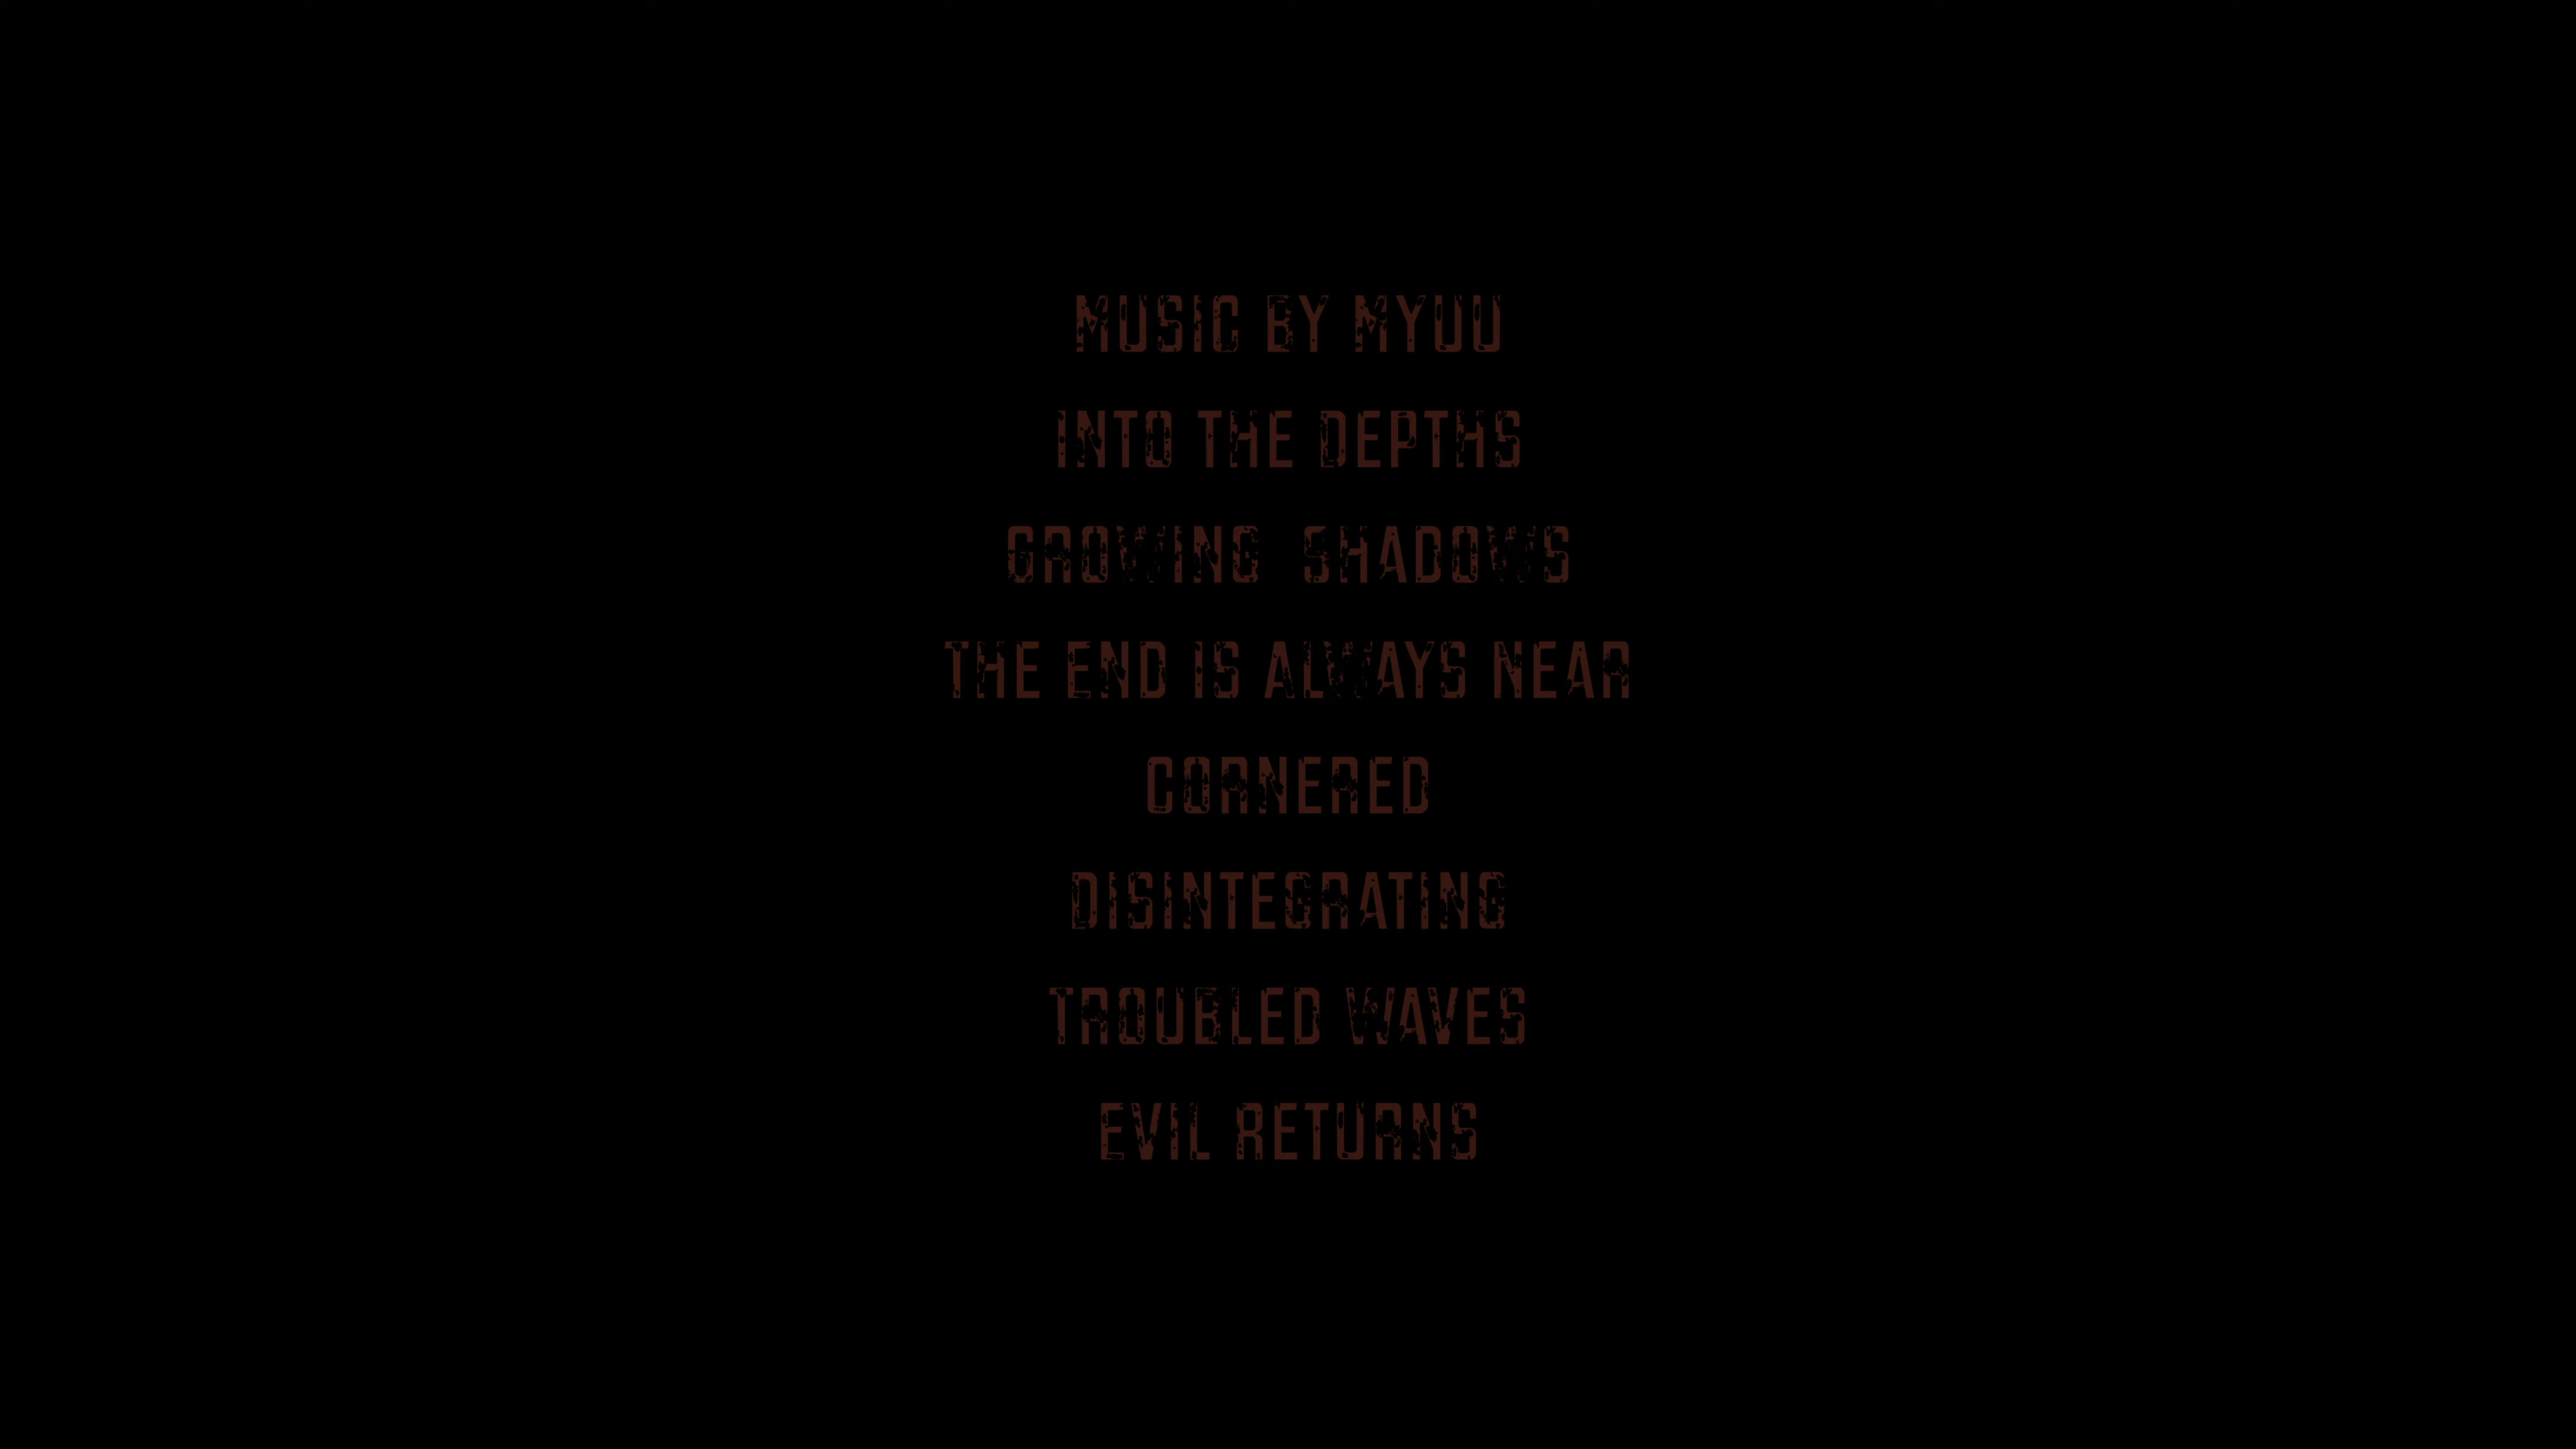 MUSIC BY MYUU
INTO THE DEPTHS
GROWING  SHADOWS
THE END IS ALWAYS NEAR
CORNERED
DISINTEGRATING
TROUBLED WAVES
EVIL RETURNS